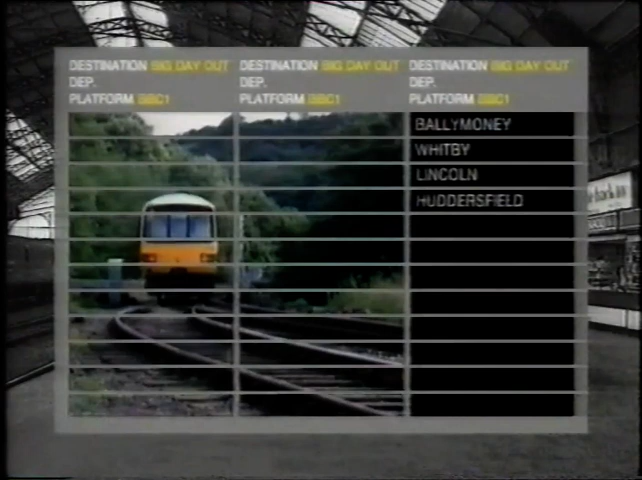 DESTINATION BIG DAY OUT
DEP.
PLATFORM BBC1
DESTINATION BIG DAY OUT
DEP.
PLATFORM BBC1
DESTINATION BIG DAY OUT
DEP.
PLATFORM BBC1
BALLYMONEY
WHITBY
LINCOLN
HUDDERSFIELD